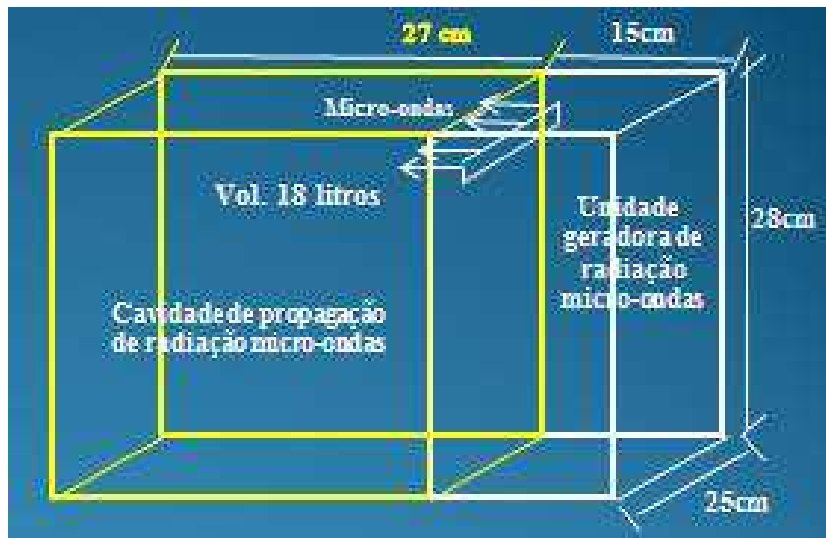 27 cm
15cm
Micro-ondas
Vol. 18 litros
Unidade
geradora de
radiação
micro-ondas
28cm
Cavidade de propagação
de radiação micro-ondas
25cm